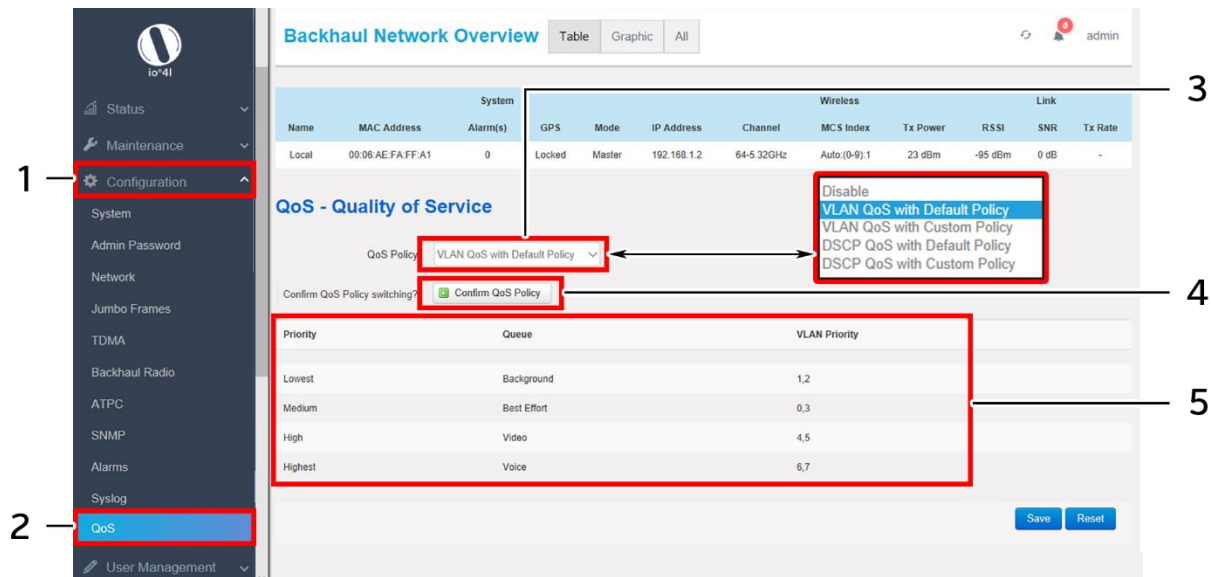 Backhaul Network Overview Table Graphic All 0 admin
io°4l
System Wireless Link
Name MAC Address Alarm(s) GPS Mode IP Address Channel MCS Index Tx Power RSSI SNR Tx Rate
Local 00:06:AE:FA:FF:A1 0 Locked Master 192.168.1.2 64-5.32GHz Auto:(0-9):1 23 dBm -95 dBm 0 dB -
Status
Maintenance
1
Configuration
System
Admin Password
Network
Jumbo Frames
TDMA
Backhaul Radio
ATPC
SNMP
Alarms
Syslog
2
QoS
User Management
3
QoS - Quality of Service
QoS Policy VLAN QoS with Default Policy
Disable
VLAN QoS with Default Policy
VLAN QoS with Custom Policy
DSCP QoS with Default Policy
DSCP QoS with Custom Policy
Confirm QoS Policy switching? Confirm QoS Policy
4
Priority Queue VLAN Priority
Lowest Background 1,2
Medium Best Effort 0,3
High Video 4,5
Highest Voice 6,7
5
Save Reset